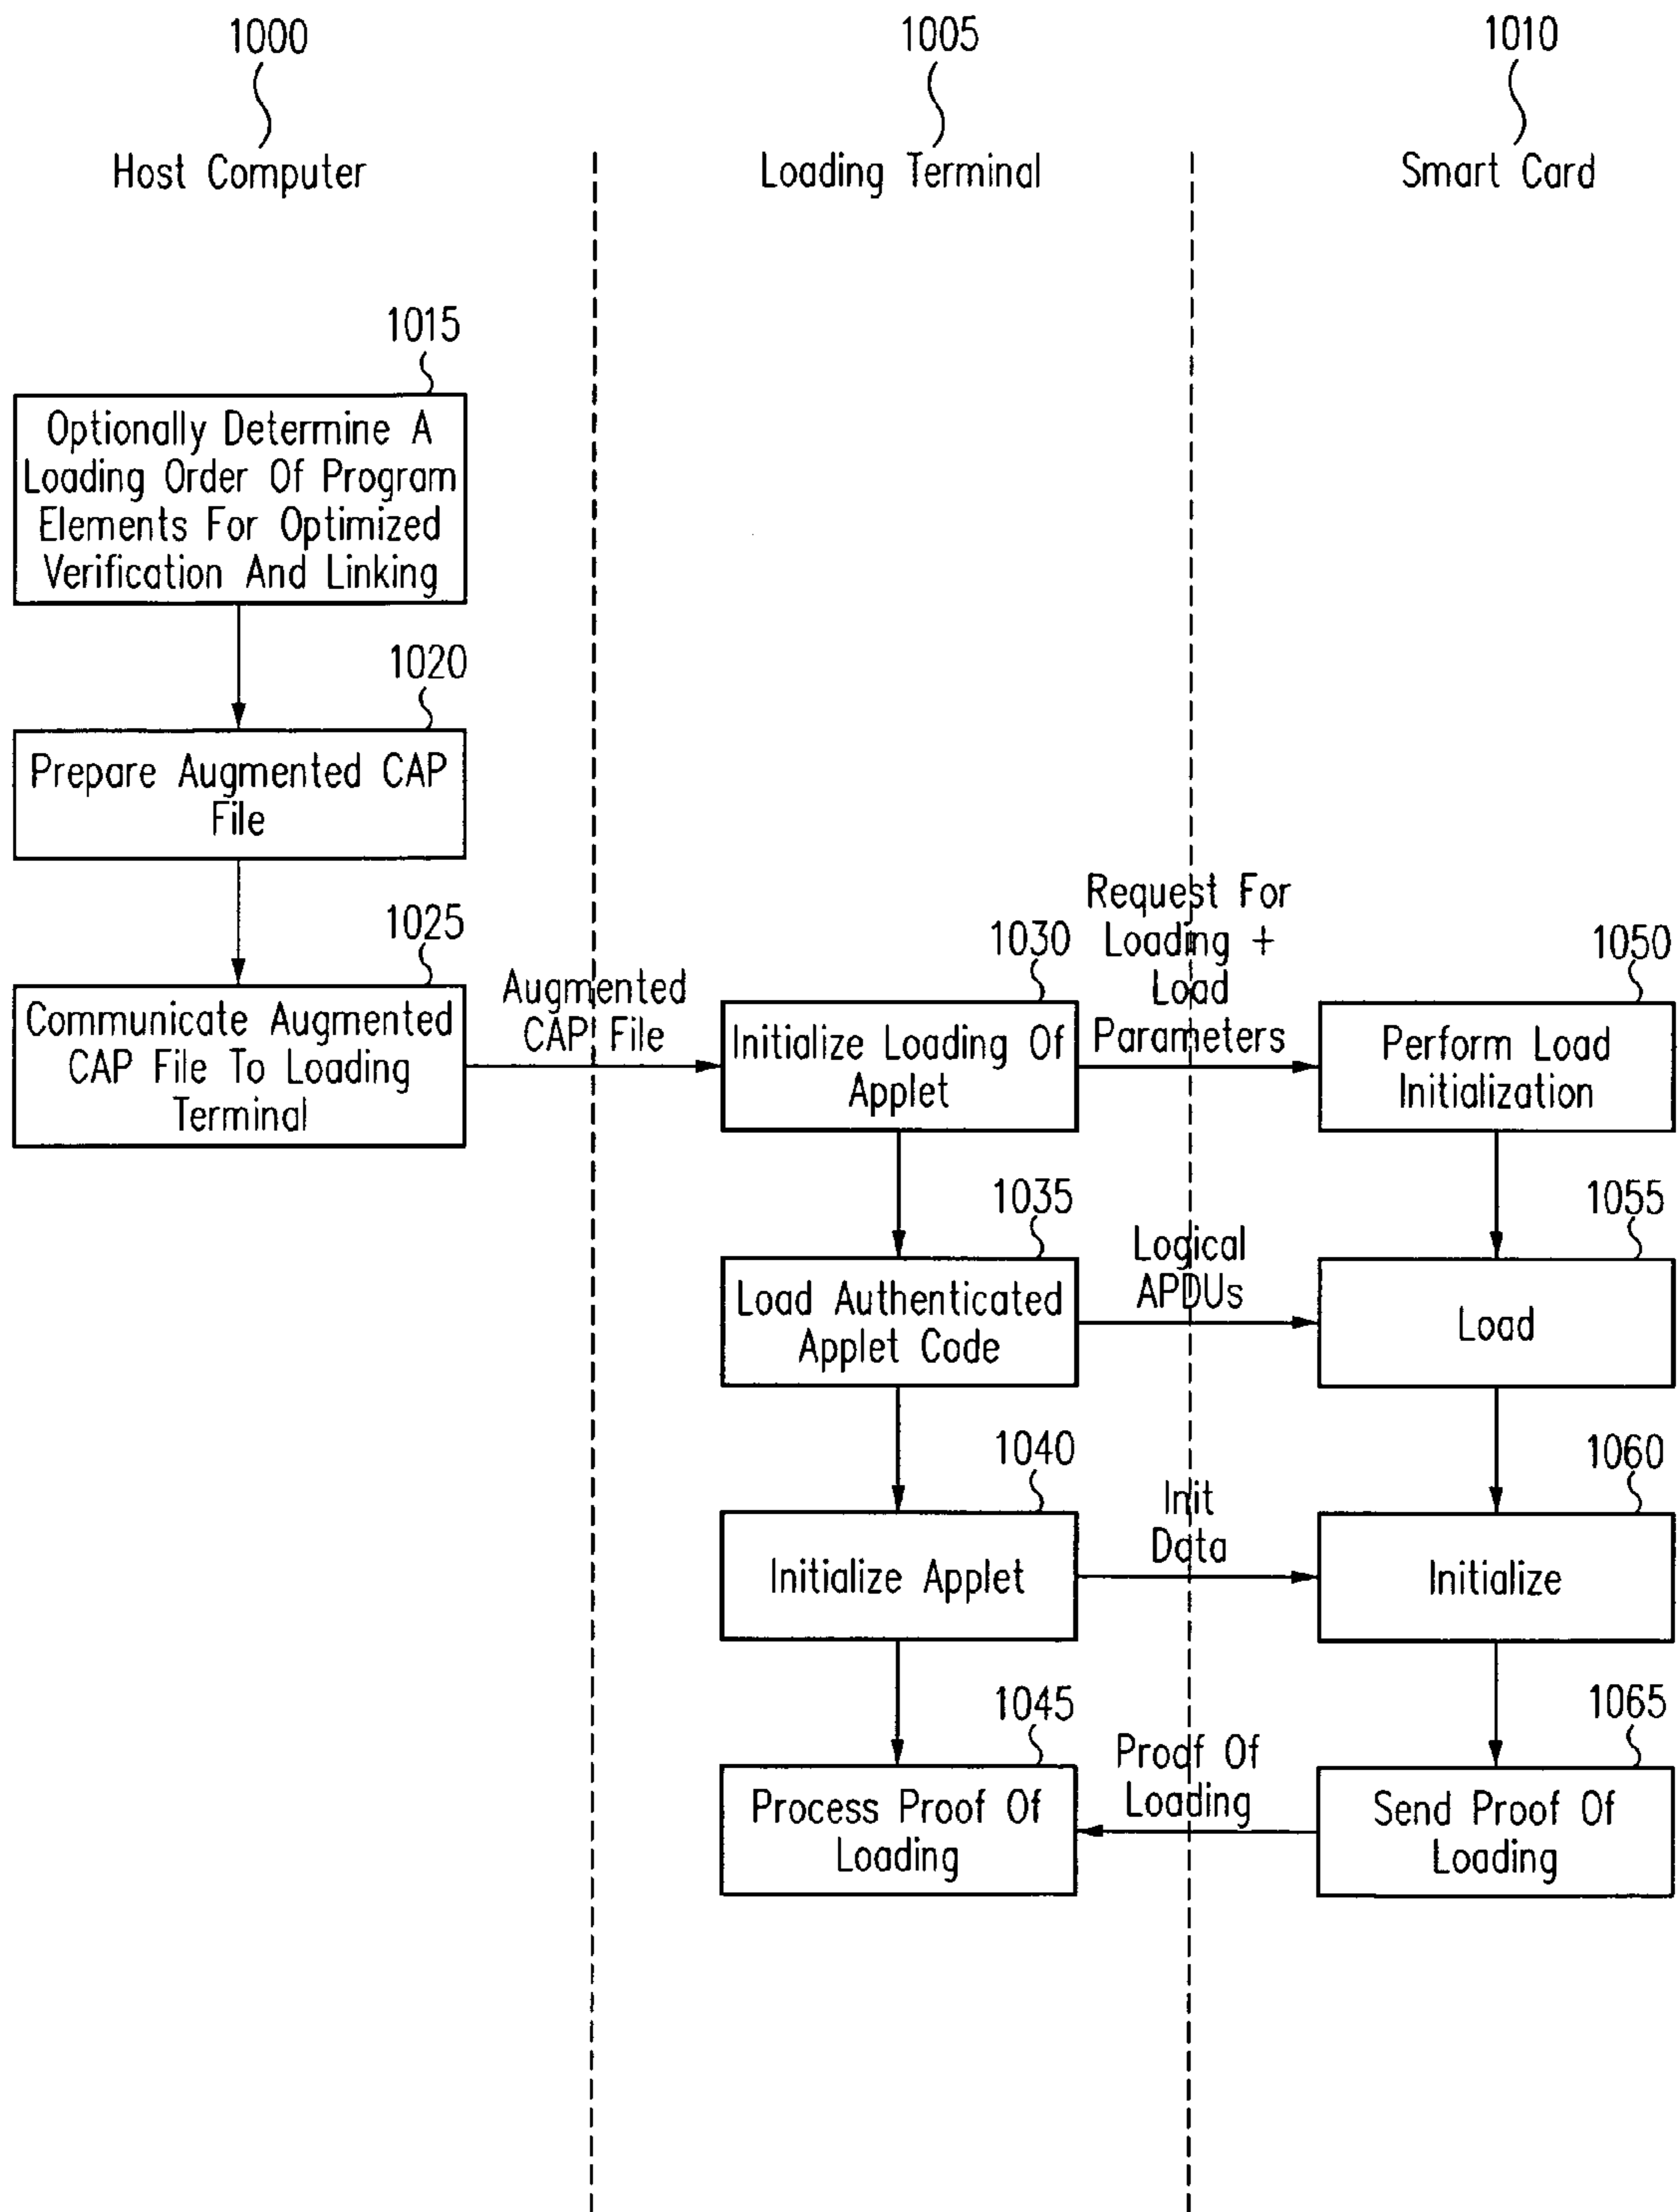 1000
1005
1010
Host Computer
Loading Terminal
Smart Card
1015
Optionally Determine A
Loading Order Of Program
Elements For Optimized
Verification And Linking
1020
Prepare Augmented CAP
File
1025
Communicate Augmented
CAP File To Loading
Terminal
Augmented
CAP File
1030
Initialize Loading Of
Applet
Request For
Loading +
Load
Parameters
1050
Perform Load
Initialization
1035
Load Authenticated
Applet Code
Logical
APDUs
1055
Load
1040
Initialize Applet
Init
Data
1060
Initialize
1045
Process Proof Of
Loading
Proof Of
Loading
1065
Send Proof Of
Loading